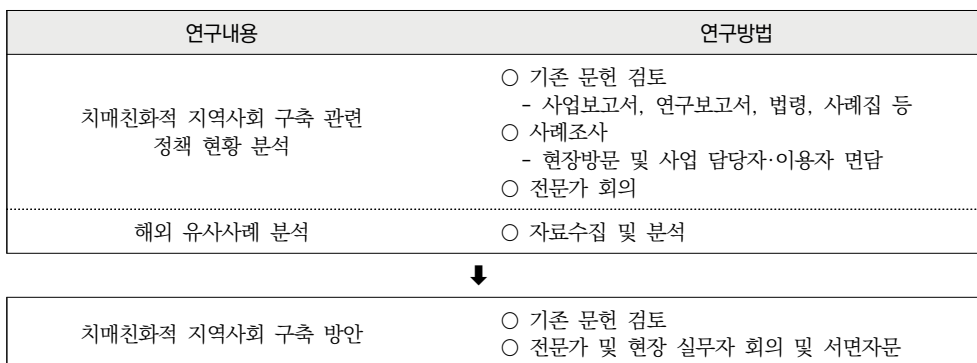 연구내용 연구방법
치매친화적 지역사회 구축 관련
정책 현황 분석
○ 기존 문헌 검토
- 사업보고서, 연구보고서, 법령, 사례집 등
○ 사례조사
- 현장방문 및 사업 담당자·이용자 면담
○ 전문가 회의
해외 유사사례 분석 ○ 자료수집 및 분석
치매친화적 지역사회 구축 방안
○ 기존 문헌 검토
○ 전문가 및 현장 실무자 회의 및 서면자문